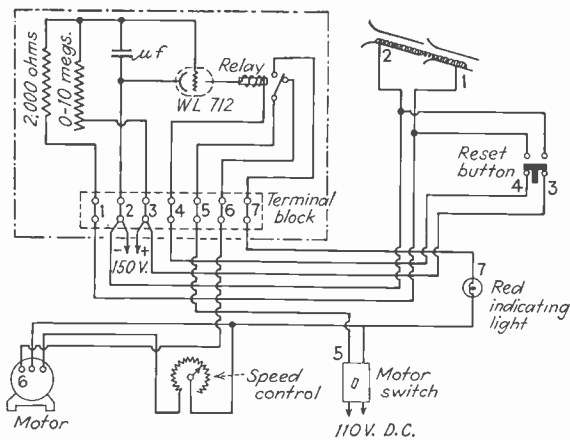 2,000 ohms
0-10 megs.
μf
WL 712
Relay
2
1
Reset
button
4 3
1 2 3 4 5 6 7
Terminal
block
- +
150 V.
7
Red
indicating
light
6
Motor
Speed
control
5
Motor
switch
110 V. D.C.